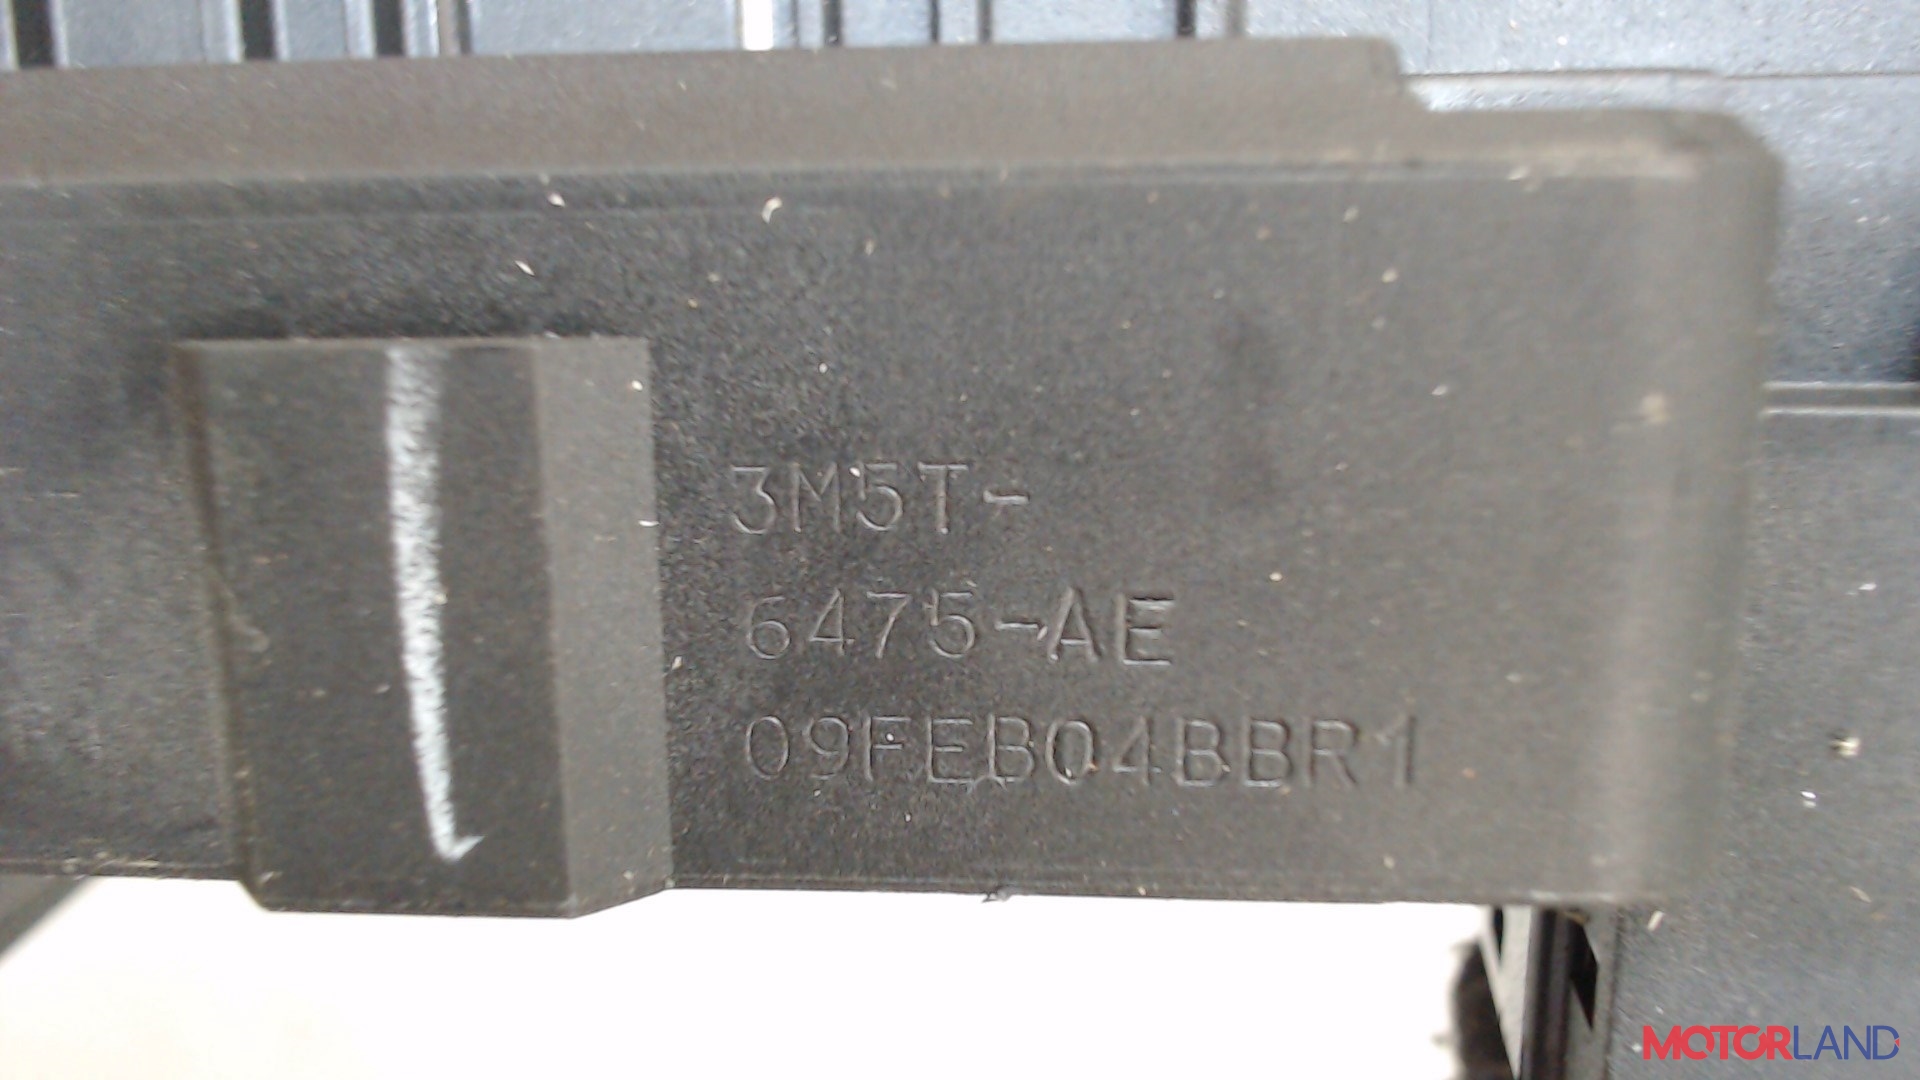 3M5T-
6475-AE
09FEB04BBR1
MOTORLAND